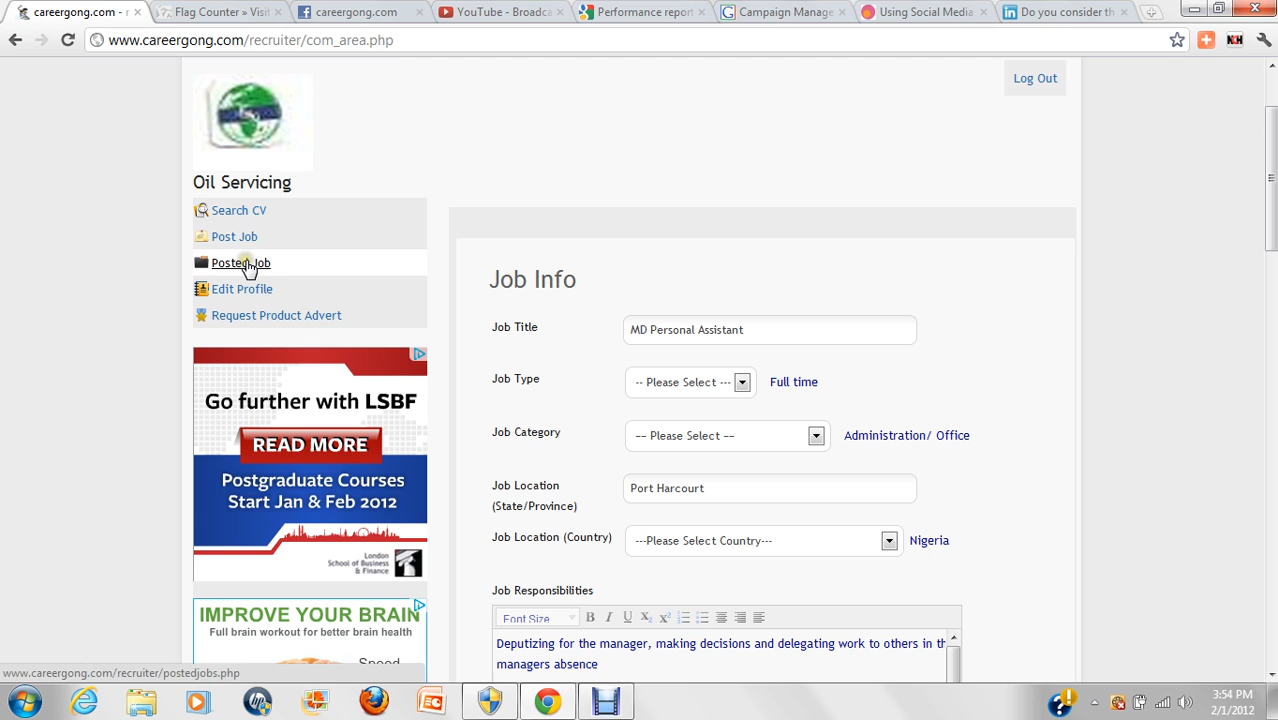 careergong.com - r
Flag Counter » Visit
careergong.com
YouTube - Broadca
Performance report
Campaign Manage
Using Social Media
Do you consider th
www.careergong.com/recruiter/com_area.php
Log Out
Oil Servicing
Search CV
Post Job
Posted Job
Edit Profile
Request Product Advert
Go further with LSBF
READ MORE
Postgraduate Courses
Start Jan & Feb 2012
London
School of Business
& Finance
IMPROVE YOUR BRAIN
Full brain workout for better brain health
Speed
Job Info
Job Title
MD Personal Assistant
Job Type
-- Please Select ---
Full time
Job Category
-- Please Select --
Administration/ Office
Job Location
(State/Province)
Port Harcourt
Job Location (Country)
---Please Select Country---
Nigeria
Job Responsibilities
Font Size
B I U X₂ X²
Deputizing for the manager, making decisions and delegating work to others in th
managers absence
www.careergong.com/recruiter/postedjobs.php
3:54 PM
2/1/2012